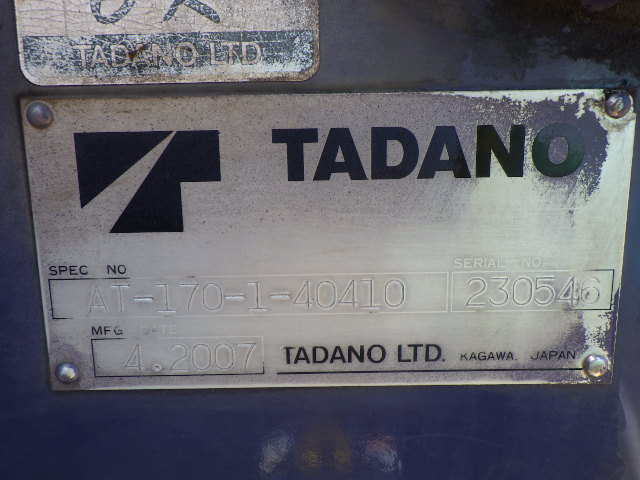 TADANO LTD.
TADANO
SPEC NO
SERIAL NO.
AT-170-1-40410
230546
MFG DATE
4.2007
TADANO LTD. KAGAWA, JAPAN